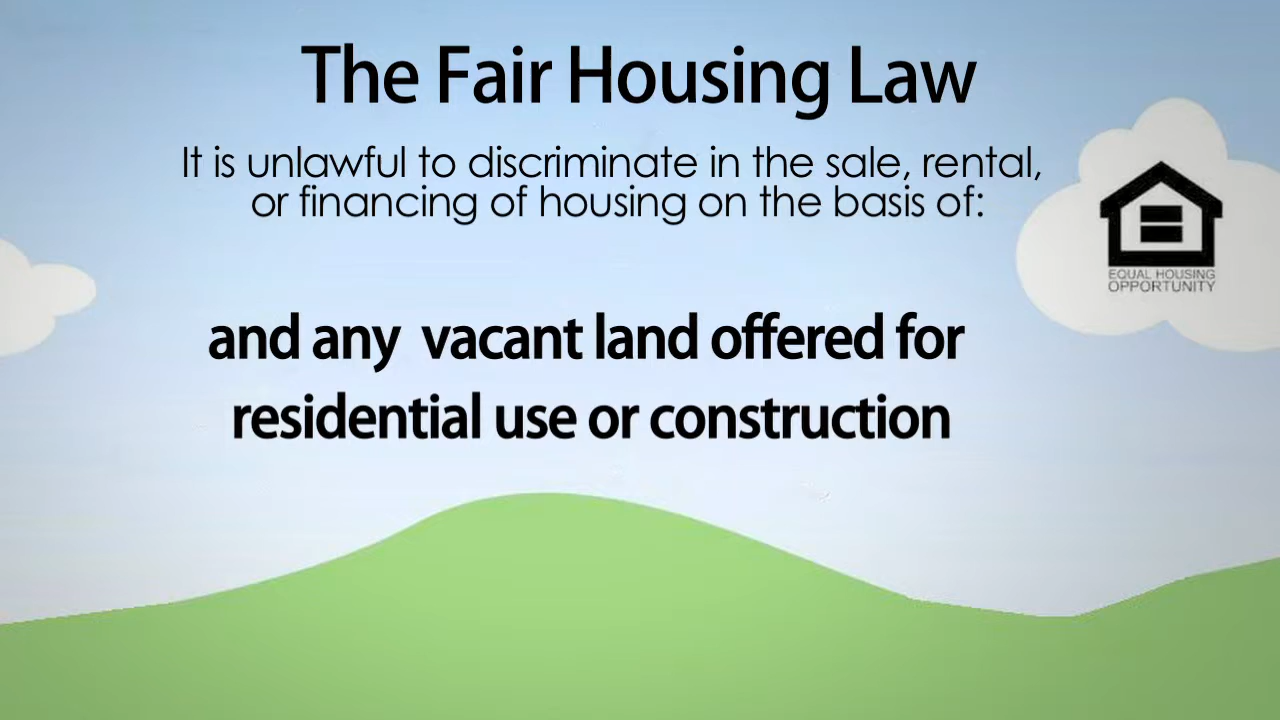 The Fair Housing Law
It is unlawful to discriminate in the sale, rental,
or financing of housing on the basis of:
EQUAL HOUSING
OPPORTUNITY
and any vacant land offered for
residential use or construction